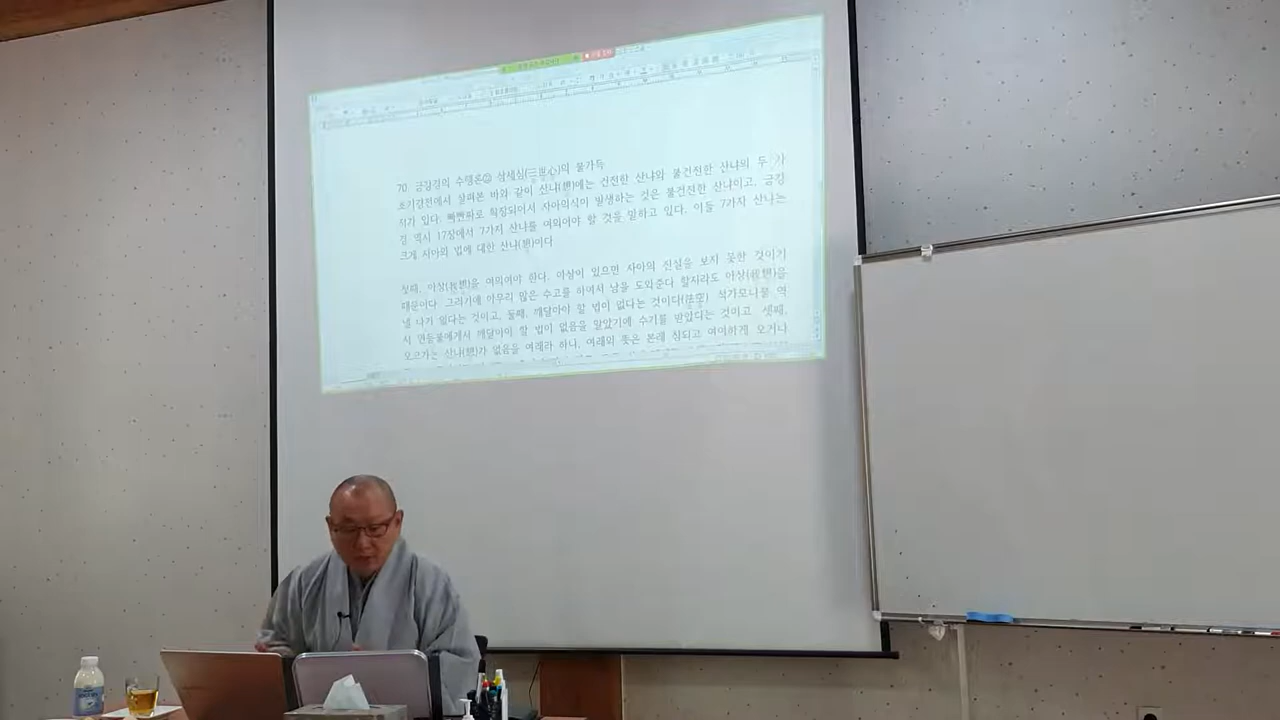 70. 금강경의 수행론③ 삼세심(三世心)의 불가득
초기경전에서 살펴본 바와 같이 산냐(想)에는 건전한 산냐와 불건전한 산냐의 두 가
지가 있다. 빠빤짜로 확장되어서 자아의식이 발생하는 것은 불건전한 산냐이고, 금강
경 역시 17장에서 7가지 산냐를 여의어야 할 것을 말하고 있다. 이들 7가지 산냐는
크게 자아와 법에 대한 산냐(想)이다
첫째, 아상(我想)을 여의여야 한다. 아상이 있으면 자아의 진실을 보지 못한 것이기
때문이다. 그러기에 아무리 많은 수고를 하여서 남을 도와준다 할지라도 아상(我想)을
낼 다가 없다는 것이고, 둘째, 깨달아야 할 법이 없다는 것이다(法空) 석가모니불 역
시 연등불에게서 깨달아야 할 법이 없음을 알았기에 수기를 받았다는 것이고 셋째,
오고가는 산냐(想)가 없음을 여래라 하나, 여래의 뜻은 본래 청정되고 여여하게 오거나